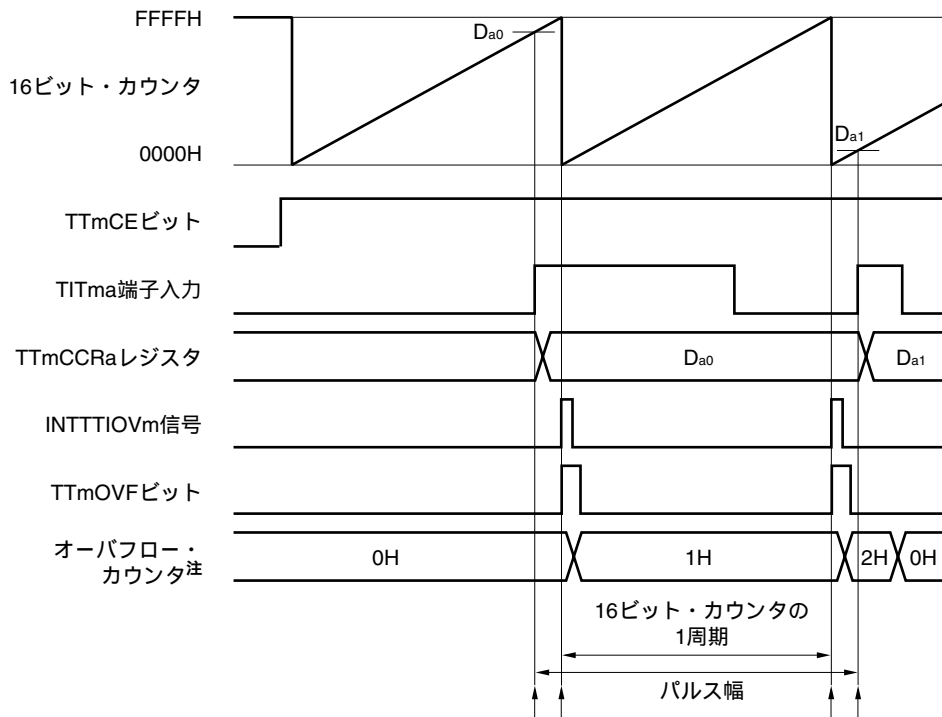 FFFFH
Da0
16ビット・カウンタ
Da1
0000H
TTmCEビット
TITma端子入力
TTmCCRaレジスタ
Da0
Da1
INTTTIOVm信号
TTmOVFビット
オーバフロー・
カウンタ注
0H
1H
2H
0H
16ビット・カウンタの
1周期
パルス幅